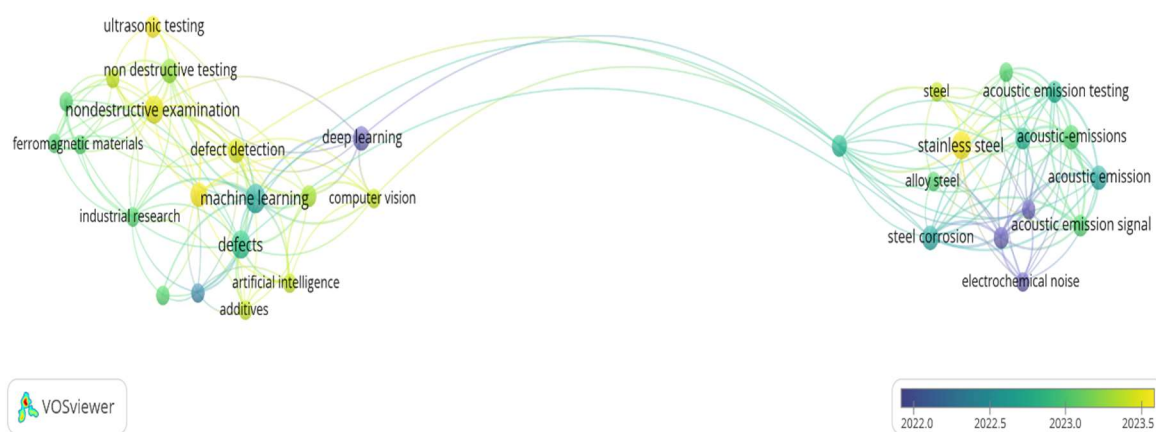 ultrasonic testing
non destructive testing
nondestructive examination
ferromagnetic materials
defect detection
deep learning
machine learning
computer vision
industrial research
defects
artificial intelligence
additives
steel
acoustic emission testing
stainless steel
acoustic-emissions
alloy steel
acoustic emission
steel corrosion
acoustic emission signal
electrochemical noise
VOSviewer
2022.0 2022.5 2023.0 2023.5